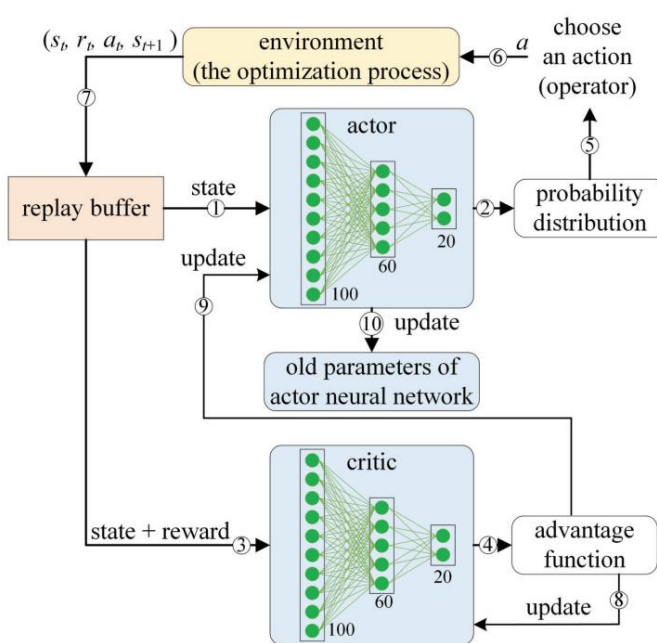 (s_t, r_t, a_t, s_{t+1})
environment
(the optimization process)
⑥
a
choose
an action
(operator)
⑦
actor
⑤
replay buffer
state
①
②
probability
distribution
100
60
20
update
⑨
⑩
update
old parameters of
actor neural network
critic
state + reward
③
④
advantage
function
100
60
20
⑧
update